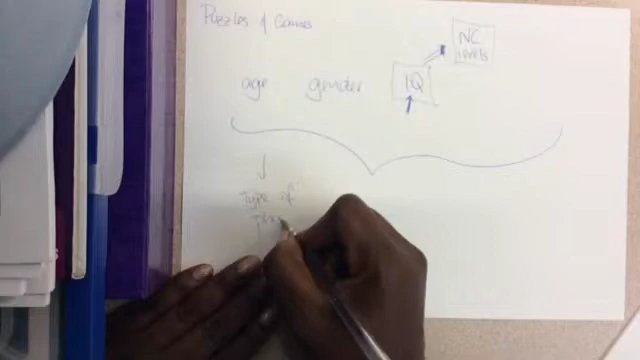 Puzzles & Games
NC
levels
age gender IQ
type of